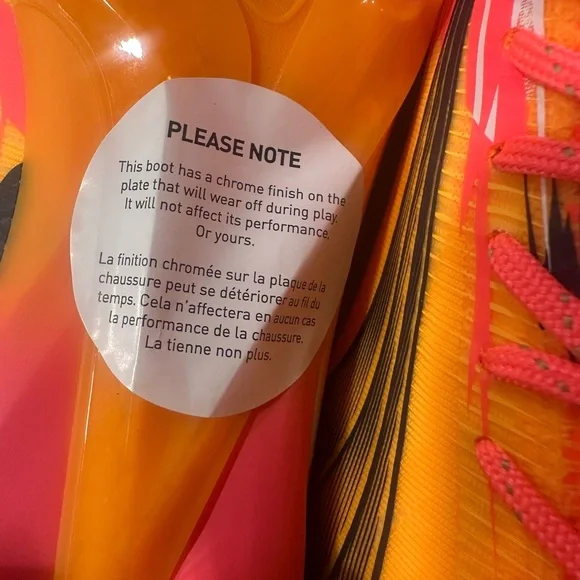 PLEASE NOTE
This boot has a chrome finish on the
plate that will wear off during play.
It will not affect its performance.
Or yours.
La finition chromée sur la plaque de la
chaussure peut se détériorer au fil du
temps. Cela n'affectera en aucun cas
la performance de la chaussure.
La tienne non plus.